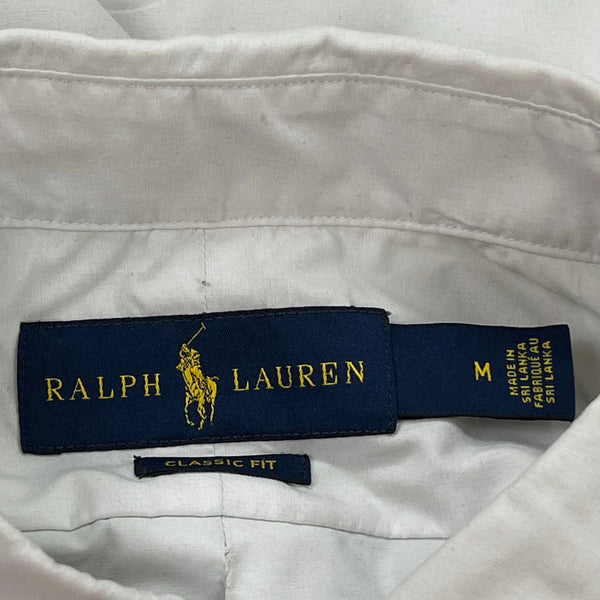 RALPH LAUREN
M
MADE IN
SRI LANKA
FABRIQUÉ AU
SRI LANKA
CLASSIC FIT